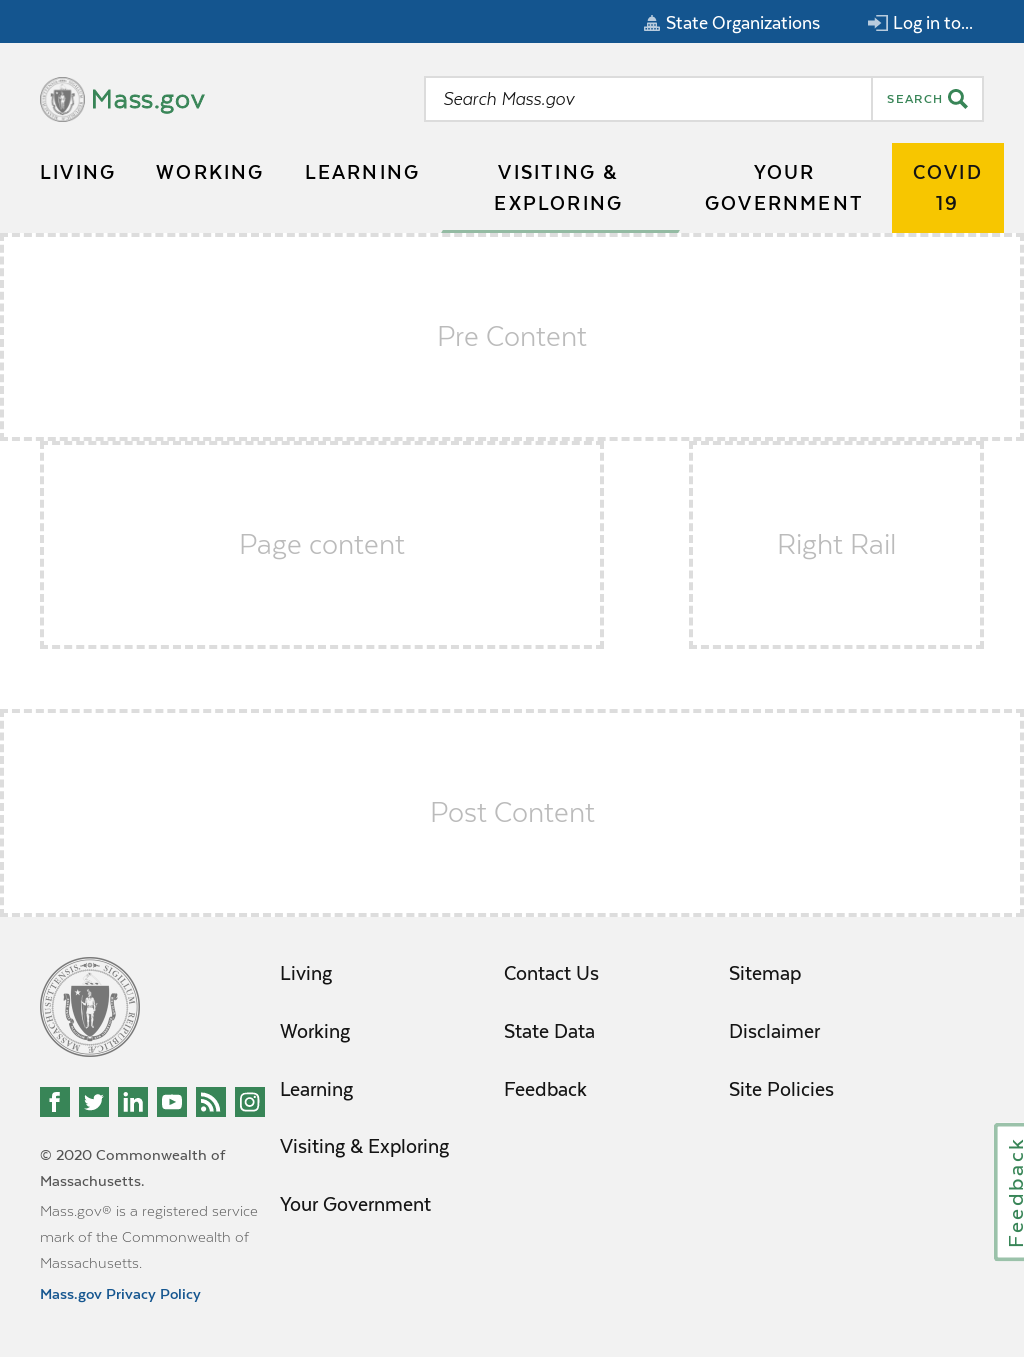 State Organizations
Log in to...
Mass.gov
Search Mass.gov
SEARCH
LIVING
WORKING
LEARNING
VISITING &
EXPLORING
YOUR
GOVERNMENT
COVID
19
Pre Content
Page content
Right Rail
Post Content
Living
Working
Learning
Visiting & Exploring
Your Government
Contact Us
State Data
Feedback
Sitemap
Disclaimer
Site Policies
© 2020 Commonwealth of
Massachusetts.
Mass.gov® is a registered service
mark of the Commonwealth of
Massachusetts.
Mass.gov Privacy Policy
Feedback